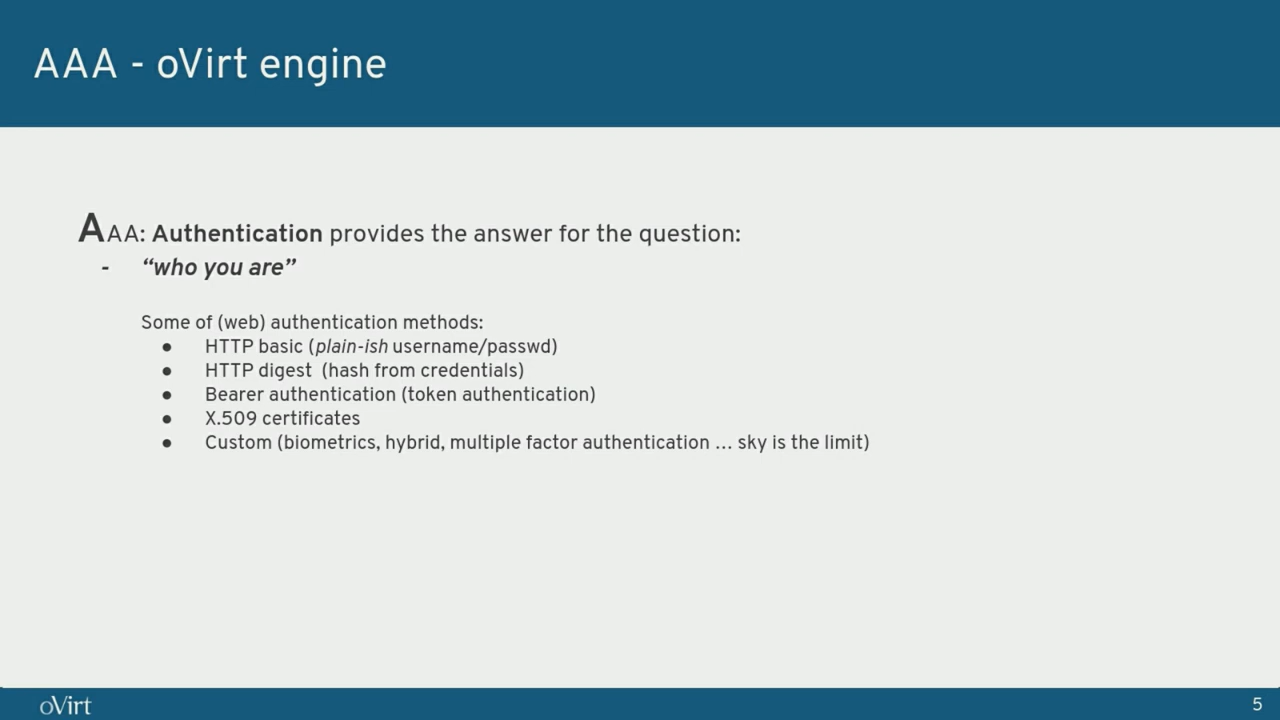 AAA - oVirt engine
AAA: Authentication provides the answer for the question:
- “who you are”
Some of (web) authentication methods:
● HTTP basic (plain-ish username/passwd)
● HTTP digest (hash from credentials)
● Bearer authentication (token authentication)
● X.509 certificates
● Custom (biometrics, hybrid, multiple factor authentication … sky is the limit)
oVirt
5